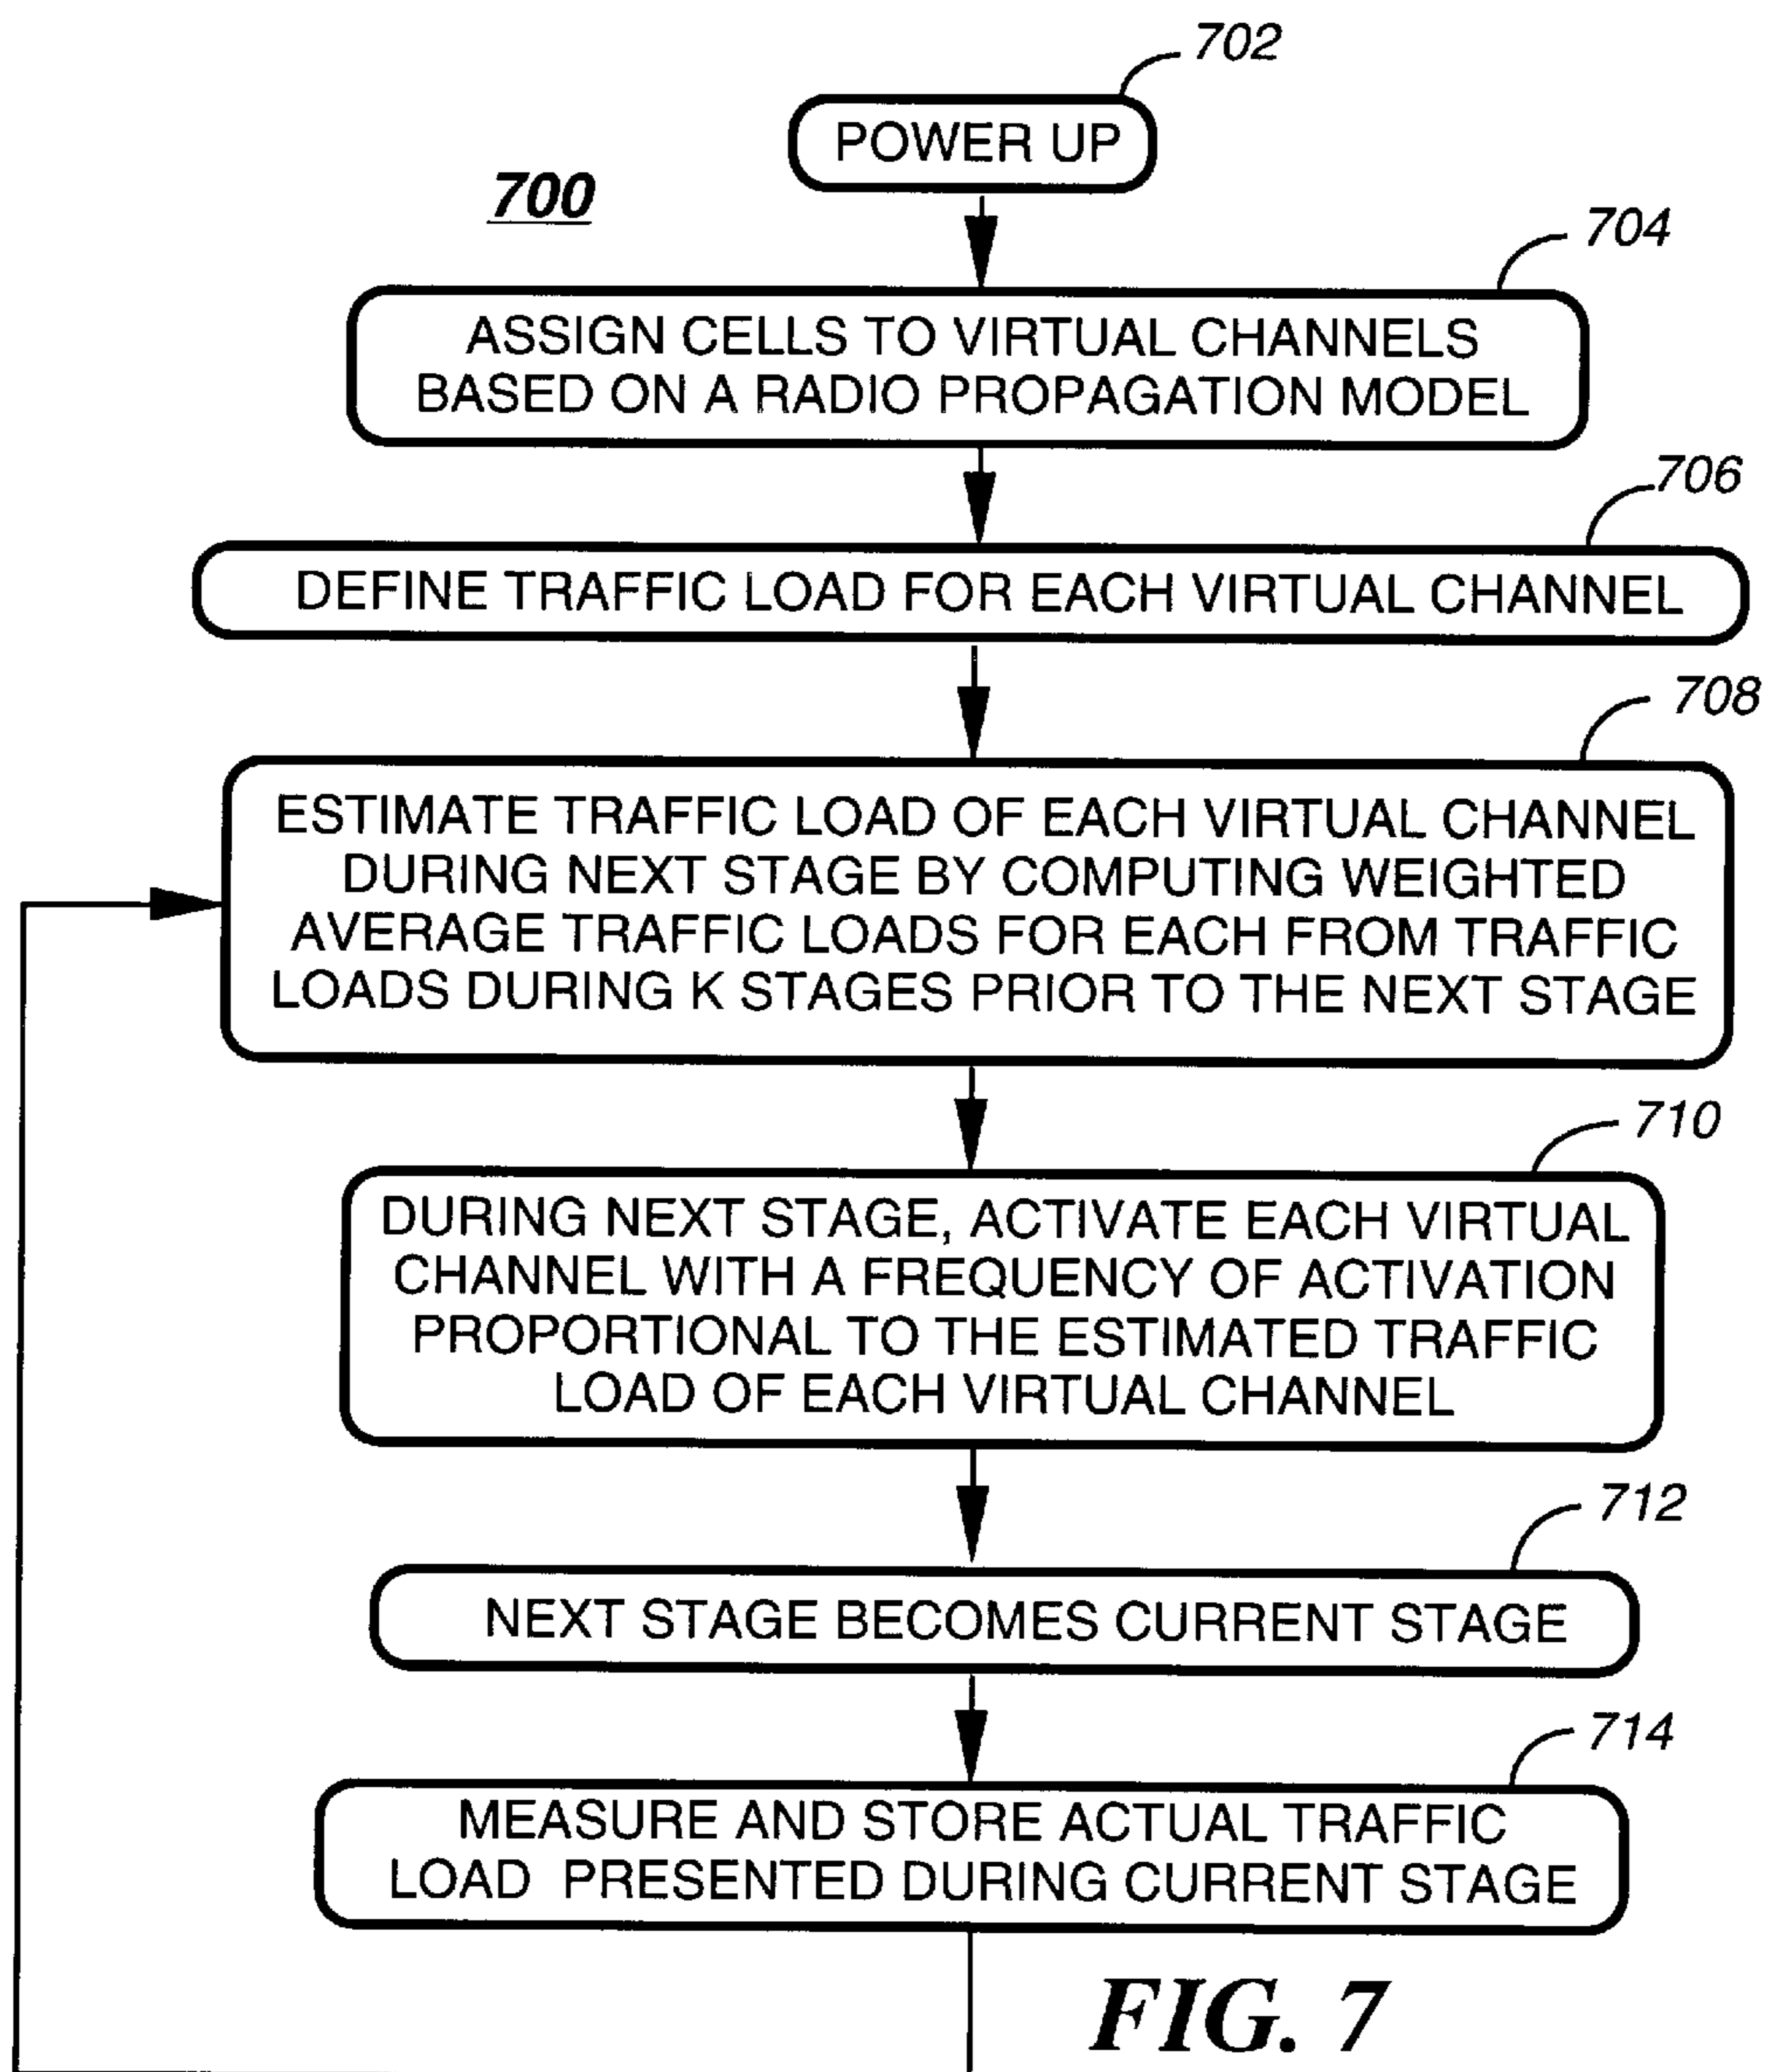 702
POWER UP
700
704
ASSIGN CELLS TO VIRTUAL CHANNELS
BASED ON A RADIO PROPAGATION MODEL
706
DEFINE TRAFFIC LOAD FOR EACH VIRTUAL CHANNEL
708
ESTIMATE TRAFFIC LOAD OF EACH VIRTUAL CHANNEL
DURING NEXT STAGE BY COMPUTING WEIGHTED
AVERAGE TRAFFIC LOADS FOR EACH FROM TRAFFIC
LOADS DURING K STAGES PRIOR TO THE NEXT STAGE
710
DURING NEXT STAGE, ACTIVATE EACH VIRTUAL
CHANNEL WITH A FREQUENCY OF ACTIVATION
PROPORTIONAL TO THE ESTIMATED TRAFFIC
LOAD OF EACH VIRTUAL CHANNEL
712
NEXT STAGE BECOMES CURRENT STAGE
714
MEASURE AND STORE ACTUAL TRAFFIC
LOAD PRESENTED DURING CURRENT STAGE
FIG. 7